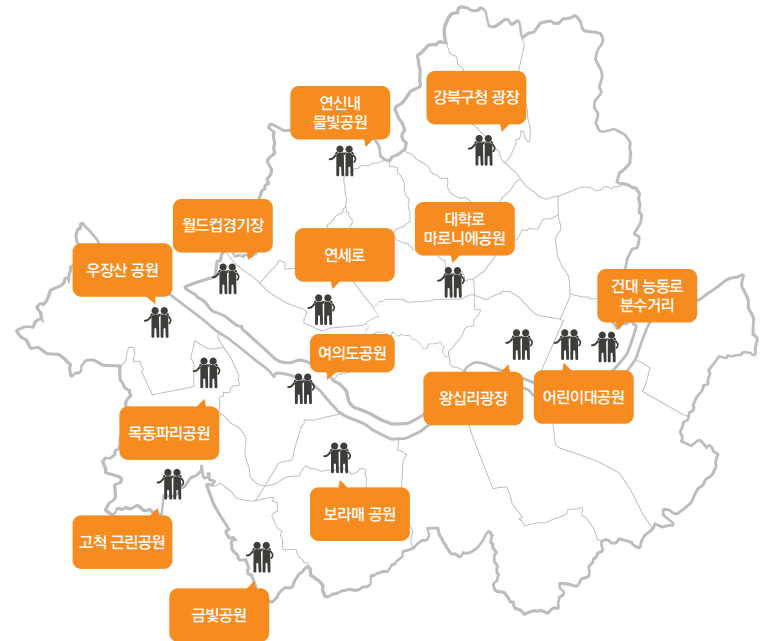 연신내
물빛공원
강북구청 광장
월드컵경기장
연세로
대학로
마로니에공원
우장산 공원
건대 능동로
분수거리
여의도공원
왕십리광장
어린이대공원
목동파리공원
보라매 공원
고척 근린공원
금빛공원